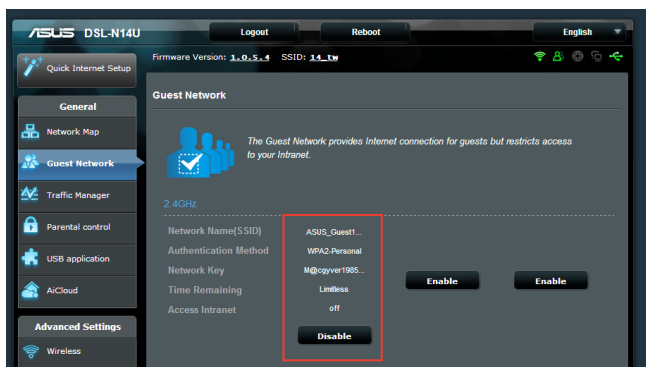 ASUS DSL-N14U Logout Reboot English
Quick Internet Setup
Firmware Version: 1.0.5.4 SSID: 14_tw
General
Network Map
Guest Network
Traffic Manager
Parental control
USB application
AiCloud
Advanced Settings
Wireless
Guest Network
The Guest Network provides Internet connection for guests but restricts access
to your Intranet.
2.4GHz
Network Name(SSID) ASUS_Guest1...
Authentication Method WPA2-Personal
Network Key M@cgyver1985...
Time Remaining Limitless
Access Intranet off
Disable
Enable
Enable